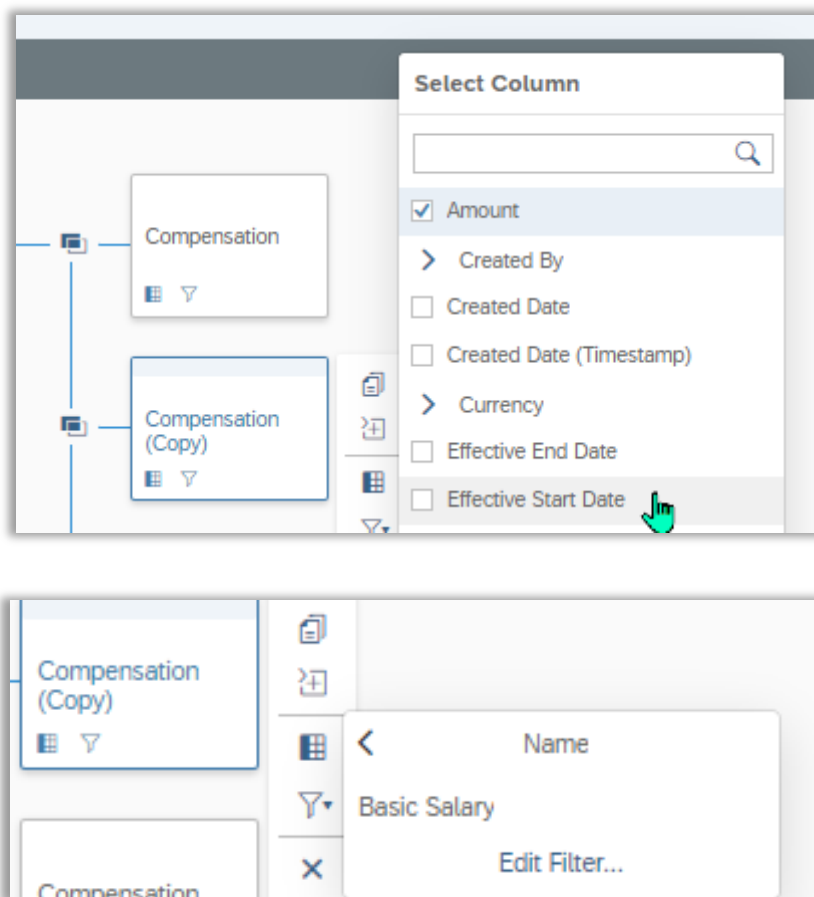 Select Column
Amount
Compensation
Created By
Created Date
Created Date (Timestamp)
Currency
Compensation
(Copy)
Effective End Date
Effective Start Date
Compensation
(Copy)
Name
Basic Salary
Edit Filter...
Compensation